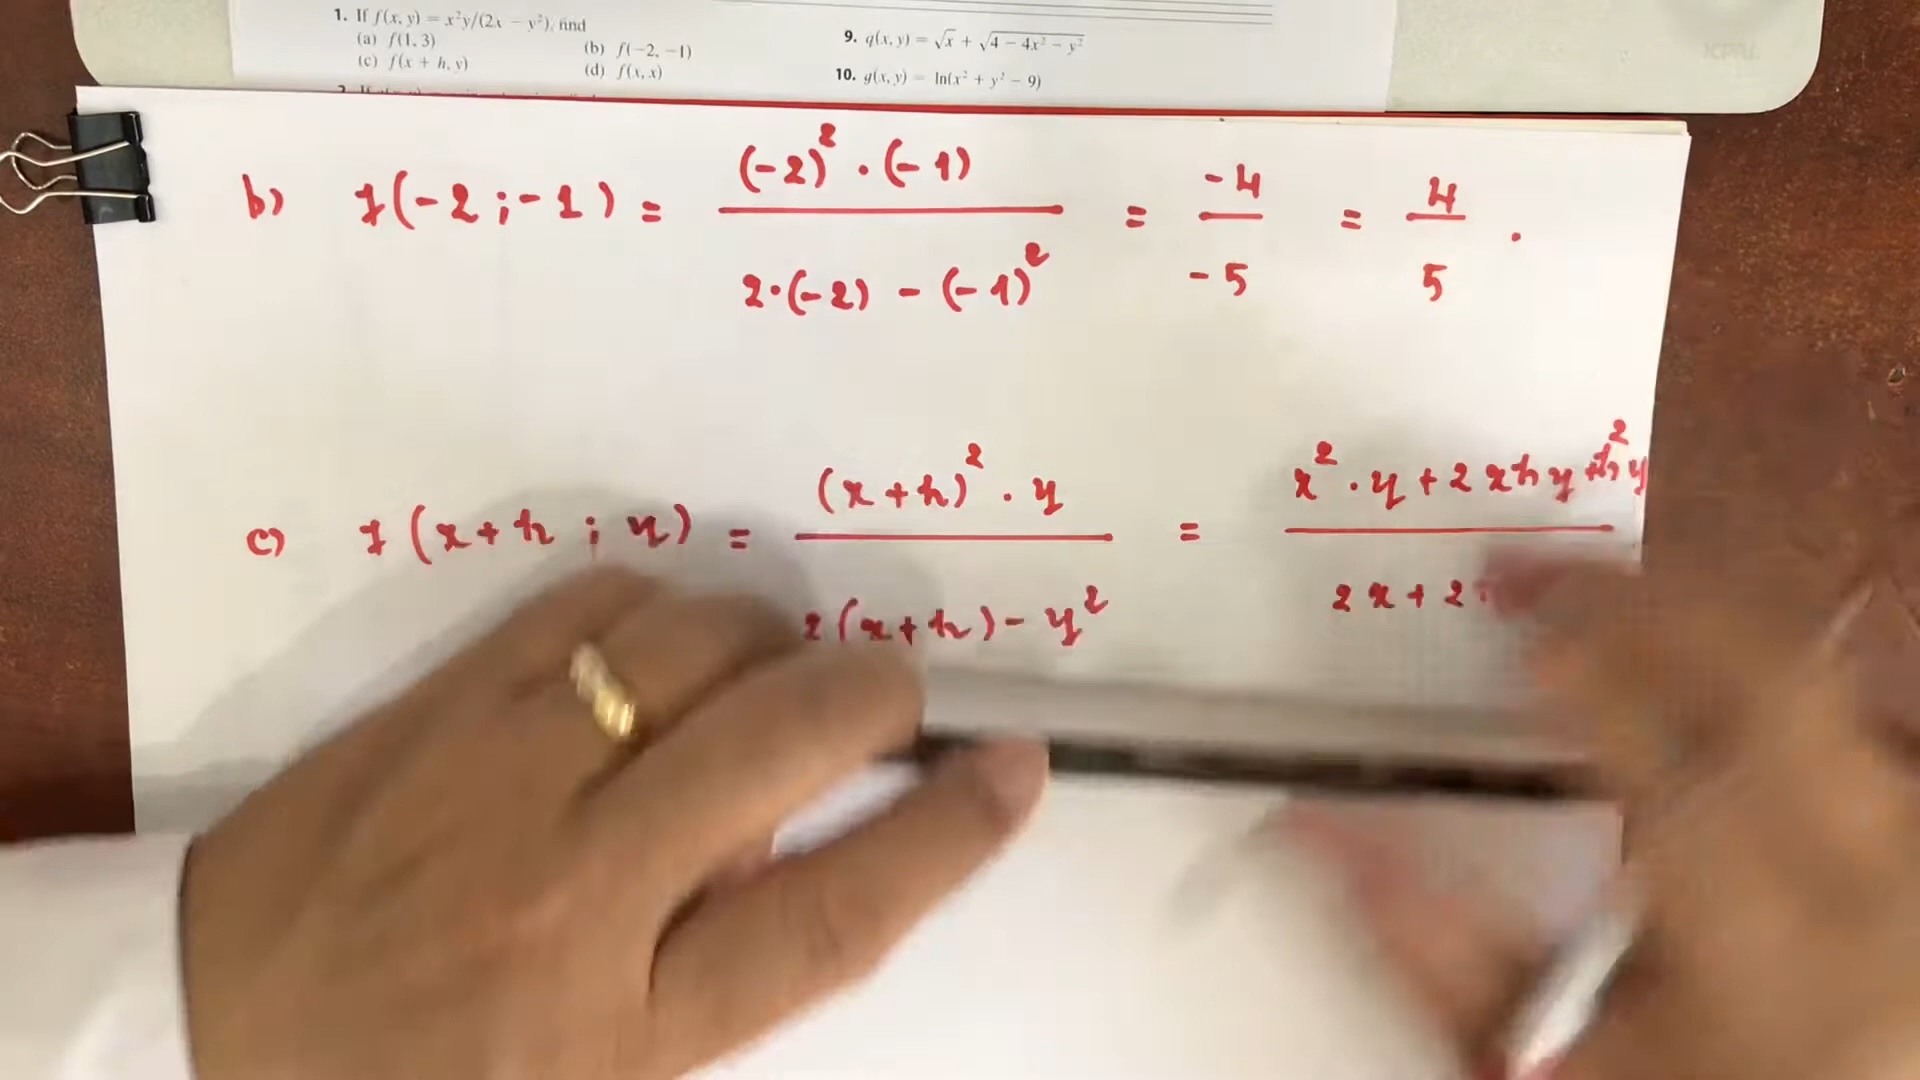 1. If f(x, y) = x²y/(2x − y²), find
(a) f(1, 3)
(b) f(−2, −1)
(c) f(x + h, y)
(d) f(x, x)
9. q(x, y) = √x + √(4 − 4x² − y²)
10. g(x, y) = ln(x² + y² − 9)
b) f(-2 ; -1) = (-2)² · (-1) / 2·(-2) - (-1)² = -4 / -5 = 4 / 5 .
c) f(x+h ; y) = (x+h)² · y / 2(x+h) - y² = x² · y + 2xhy + h²y / 2x + 2